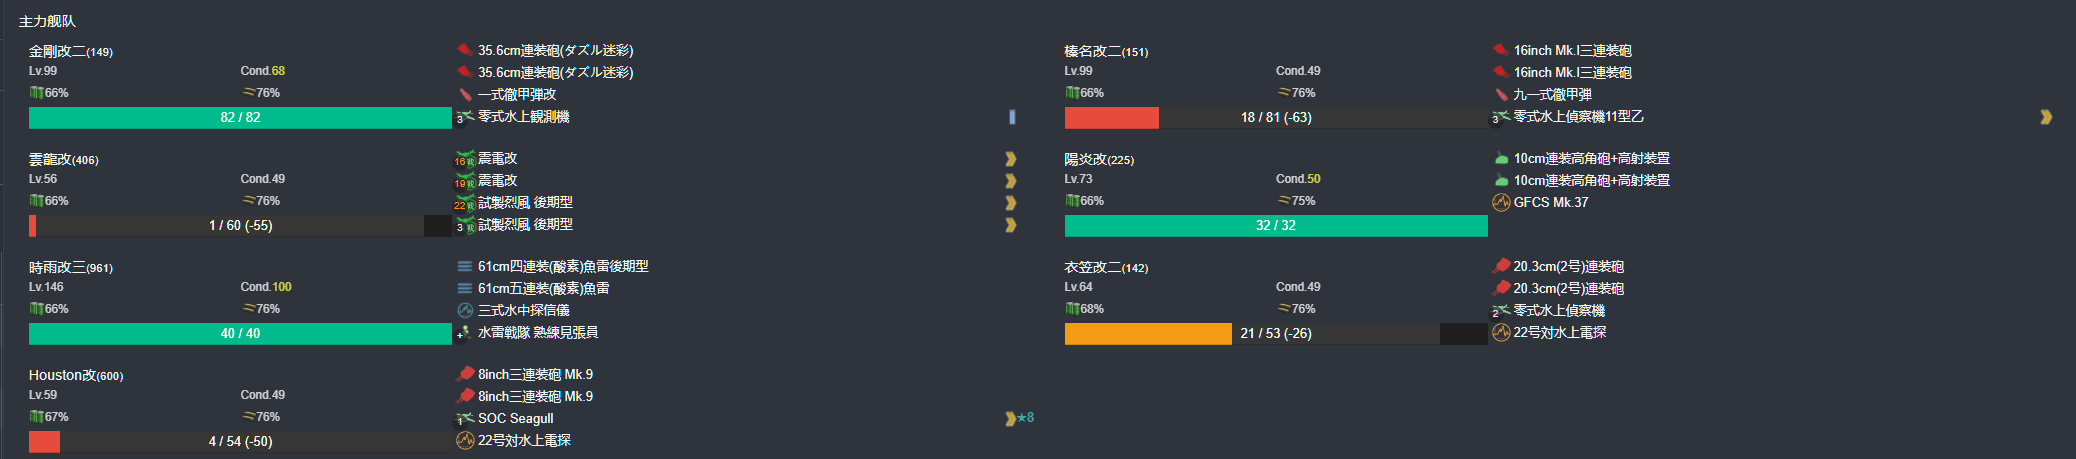 主力舰队
金剛改二(149)
Lv.99 Cond.68
66% 76%
82 / 82
35.6cm連装砲(ダズル迷彩)
35.6cm連装砲(ダズル迷彩)
一式徹甲弾改
3 零式水上観測機
榛名改二(151)
Lv.99 Cond.49
66% 76%
18 / 81 (-63)
16inch Mk.I三連装砲
16inch Mk.I三連装砲
九一式徹甲弾
3 零式水上偵察機11型乙
雲龍改(406)
Lv.56 Cond.49
66% 76%
1 / 60 (-55)
16 震電改
19 震電改
22 試製烈風 後期型
3 試製烈風 後期型
陽炎改(225)
Lv.73 Cond.50
66% 75%
32 / 32
10cm連装高角砲+高射装置
10cm連装高角砲+高射装置
GFCS Mk.37
時雨改三(961)
Lv.146 Cond.100
66% 76%
40 / 40
61cm四連装(酸素)魚雷後期型
61cm五連装(酸素)魚雷
三式水中探信儀
+ 水雷戦隊 熟練見張員
衣笠改二(142)
Lv.64 Cond.49
68% 76%
21 / 53 (-26)
20.3cm(2号)連装砲
20.3cm(2号)連装砲
2 零式水上偵察機
22号対水上電探
Houston改(600)
Lv.59 Cond.49
67% 76%
4 / 54 (-50)
8inch三連装砲 Mk.9
8inch三連装砲 Mk.9
1 SOC Seagull ★8
22号対水上電探